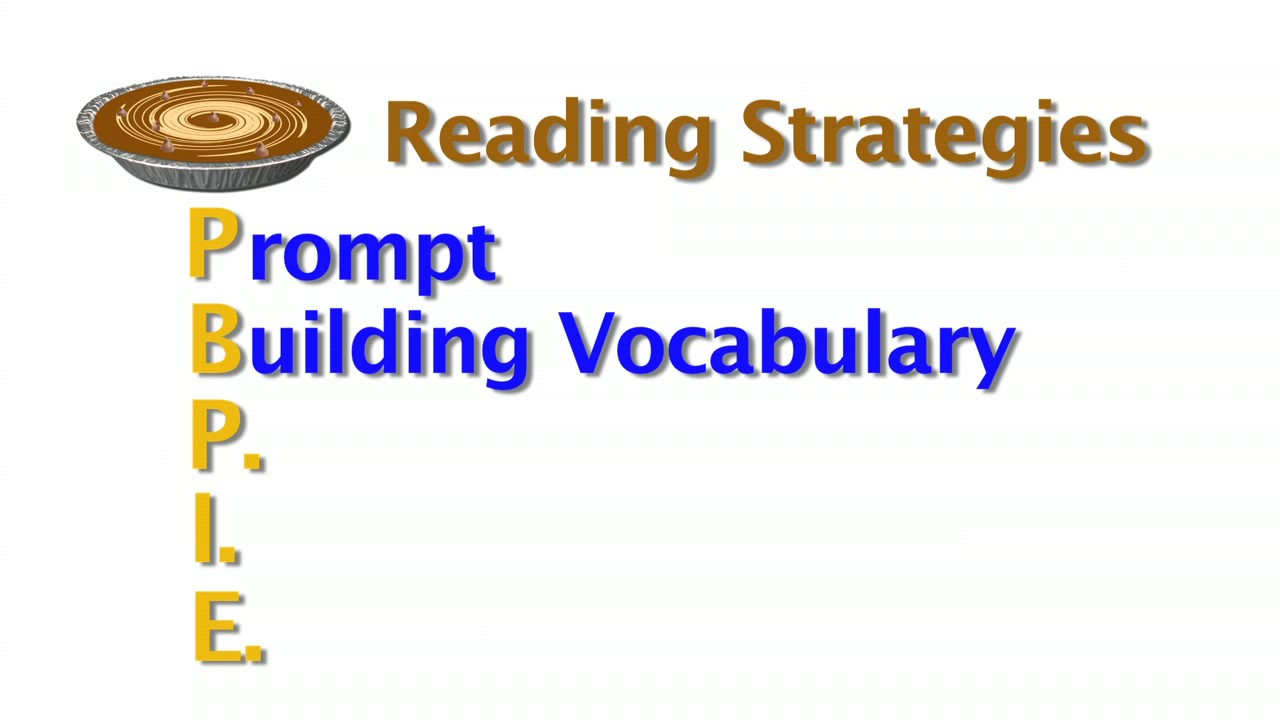 Reading Strategies
Prompt
Building Vocabulary
P.
I.
E.